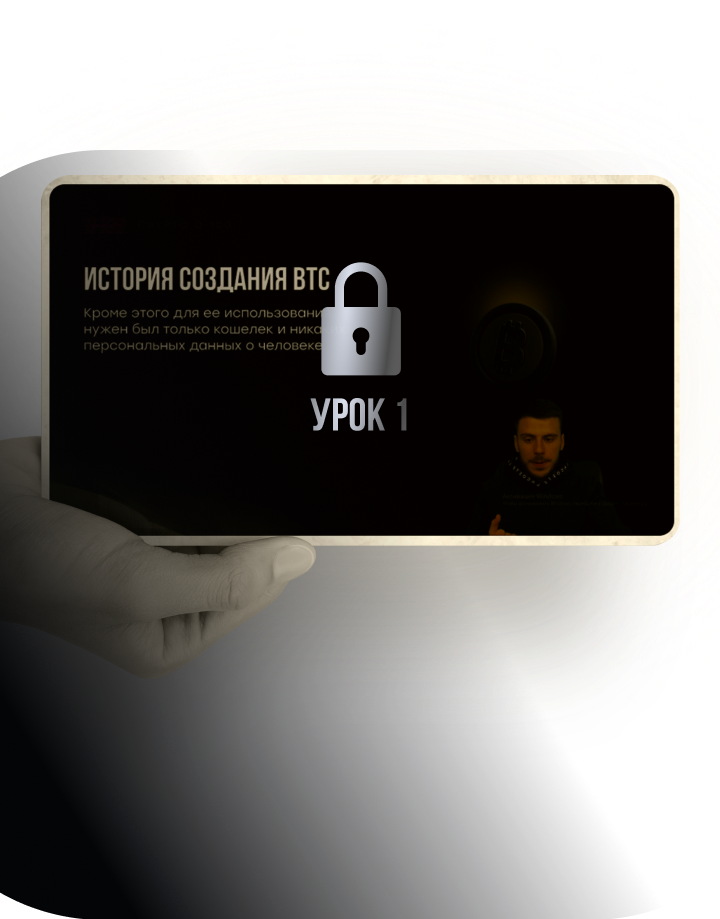 ИСТОРИЯ СОЗДАНИЯ BTC
Кроме этого для ее использовани
нужен был только кошелек и ника
персональных данных о человеке
УРОК 1